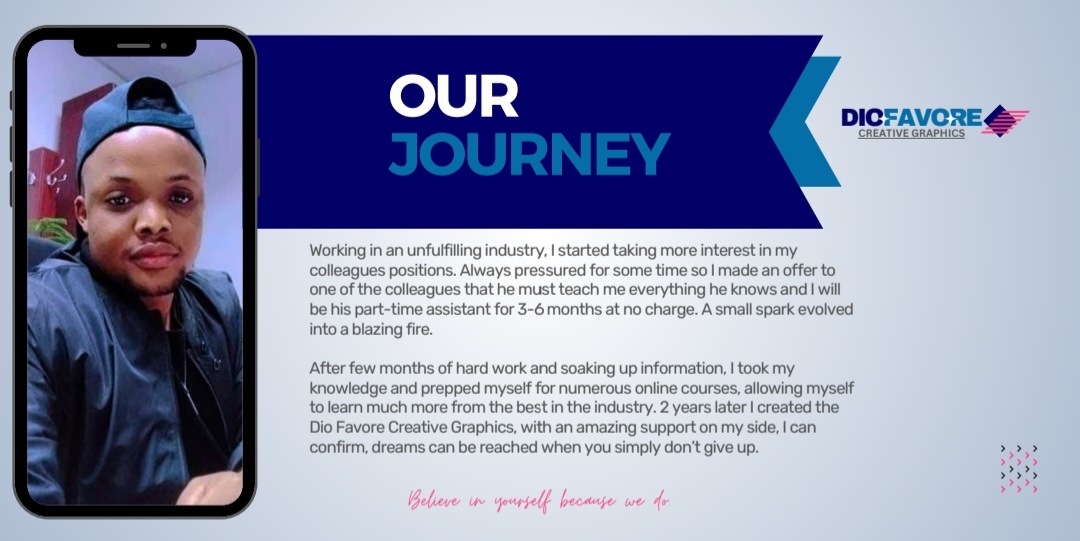 OUR
JOURNEY
DIOFAVORE
CREATIVE GRAPHICS
Working in an unfulfilling industry, I started taking more interest in my
colleagues positions. Always pressured for some time so I made an offer to
one of the colleagues that he must teach me everything he knows and I will
be his part-time assistant for 3-6 months at no charge. A small spark evolved
into a blazing fire.
After few months of hard work and soaking up information, I took my
knowledge and prepped myself for numerous online courses, allowing myself
to learn much more from the best in the industry. 2 years later I created the
Dio Favore Creative Graphics, with an amazing support on my side, I can
confirm, dreams can be reached when you simply don't give up.
Believe in yourself because we do.